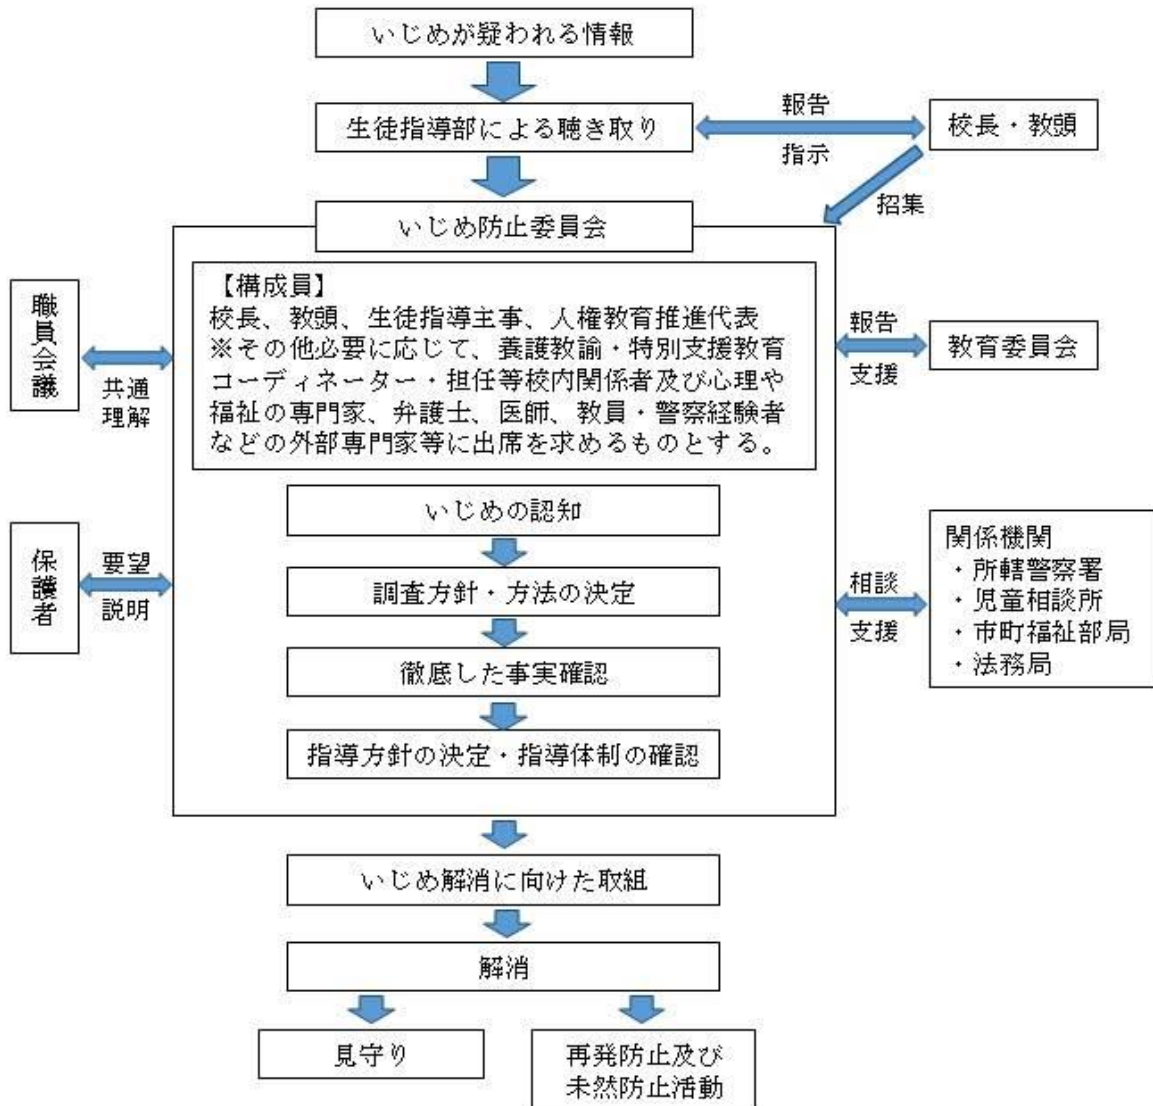 いじめが疑われる情報
生徒指導部による聴き取り
報告
指示
校長・教頭
招集
いじめ防止委員会
【構成員】
校長、教頭、生徒指導主事、人権教育推進代表
※その他必要に応じて、養護教諭・特別支援教育
コーディネーター・担任等校内関係者及び心理や
福祉の専門家、弁護士、医師、教員・警察経験者
などの外部専門家等に出席を求めるものとする。
職員会議
共通
理解
報告
支援
教育委員会
いじめの認知
調査方針・方法の決定
徹底した事実確認
指導方針の決定・指導体制の確認
保護者
要望
説明
相談
支援
関係機関
・所轄警察署
・児童相談所
・市町福祉部局
・法務局
いじめ解消に向けた取組
解消
見守り
再発防止及び
未然防止活動